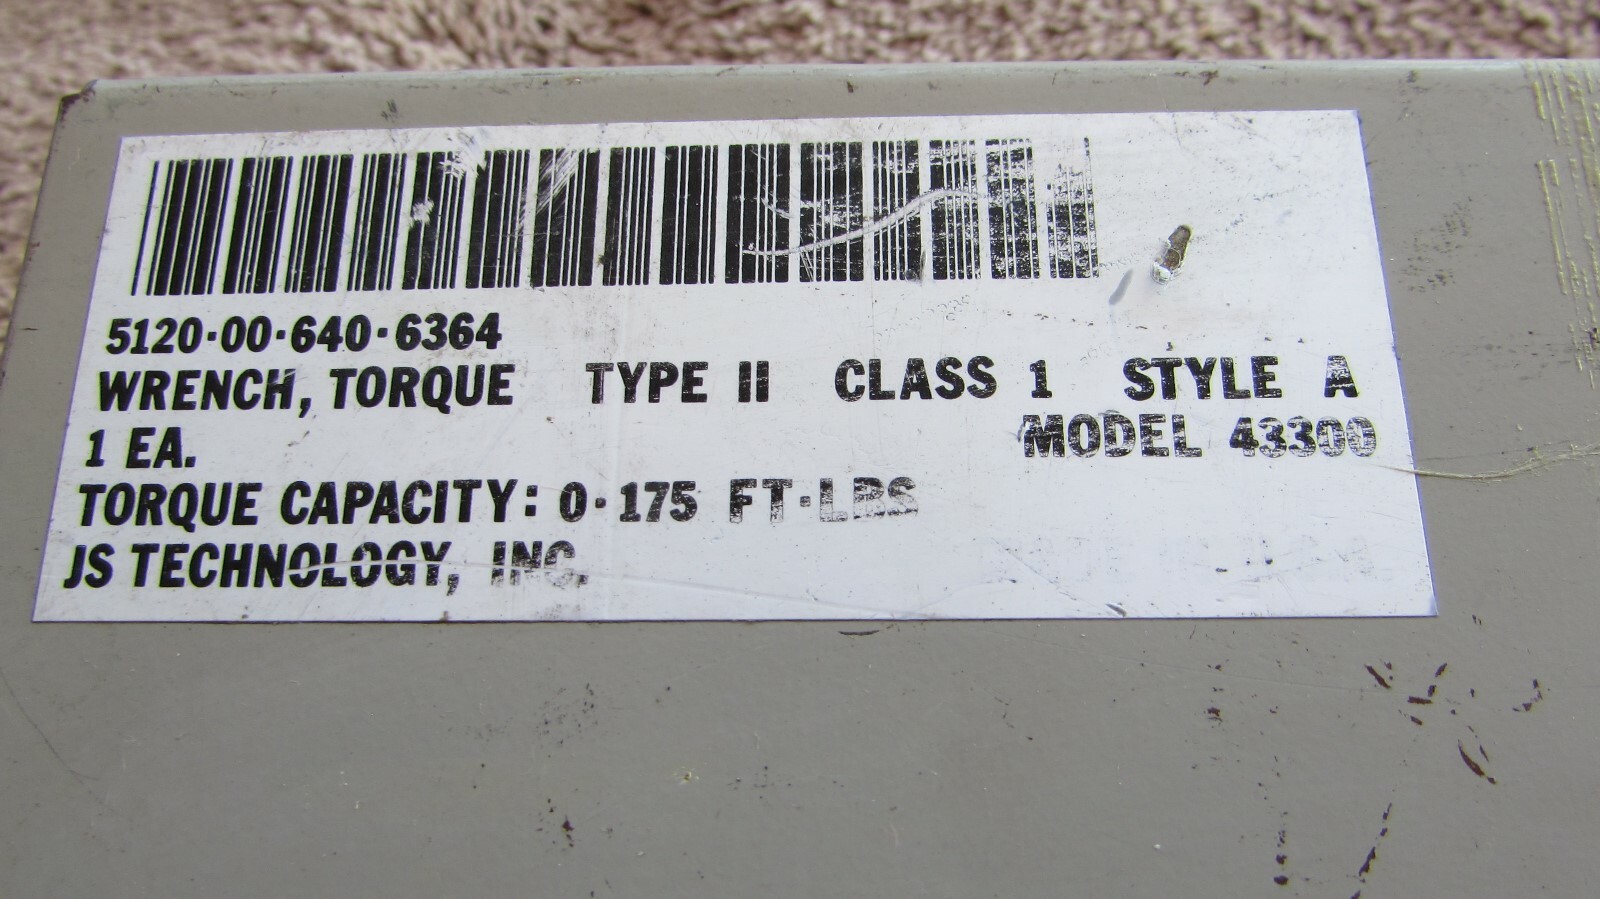 5120-00-640-6364
WRENCH, TORQUE TYPE II CLASS 1 STYLE A
1 EA. MODEL 43300
TORQUE CAPACITY: 0-175 FT-LBS
JS TECHNOLOGY, INC.